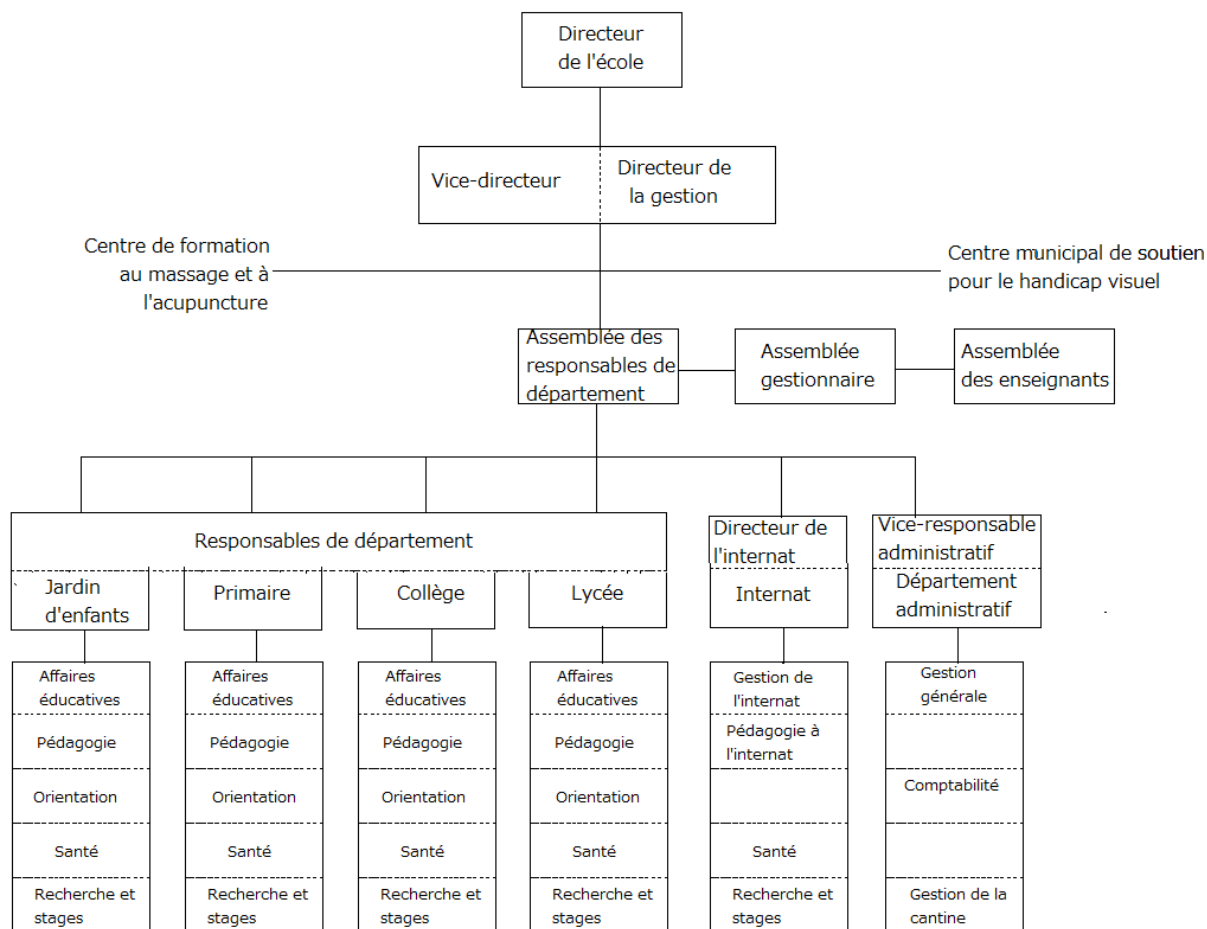 Directeur
de l'école
Vice-directeur
Directeur de
la gestion
Centre de formation
au massage et à
l'acupuncture
Centre municipal de soutien
pour le handicap visuel
Assemblée des
responsables de
département
Assemblée
gestionnaire
Assemblée
des enseignants
Responsables de département
Jardin
d'enfants
Primaire
Collège
Lycée
Directeur de
l'internat
Internat
Vice-responsable
administratif
Département
administratif
Affaires
éducatives
Pédagogie
Orientation
Santé
Recherche et
stages
Affaires
éducatives
Pédagogie
Orientation
Santé
Recherche et
stages
Affaires
éducatives
Pédagogie
Orientation
Santé
Recherche et
stages
Affaires
éducatives
Pédagogie
Orientation
Santé
Recherche et
stages
Gestion de
l'internat
Pédagogie à
l'internat
Santé
Recherche et
stages
Gestion
générale
Comptabilité
Gestion de la
cantine